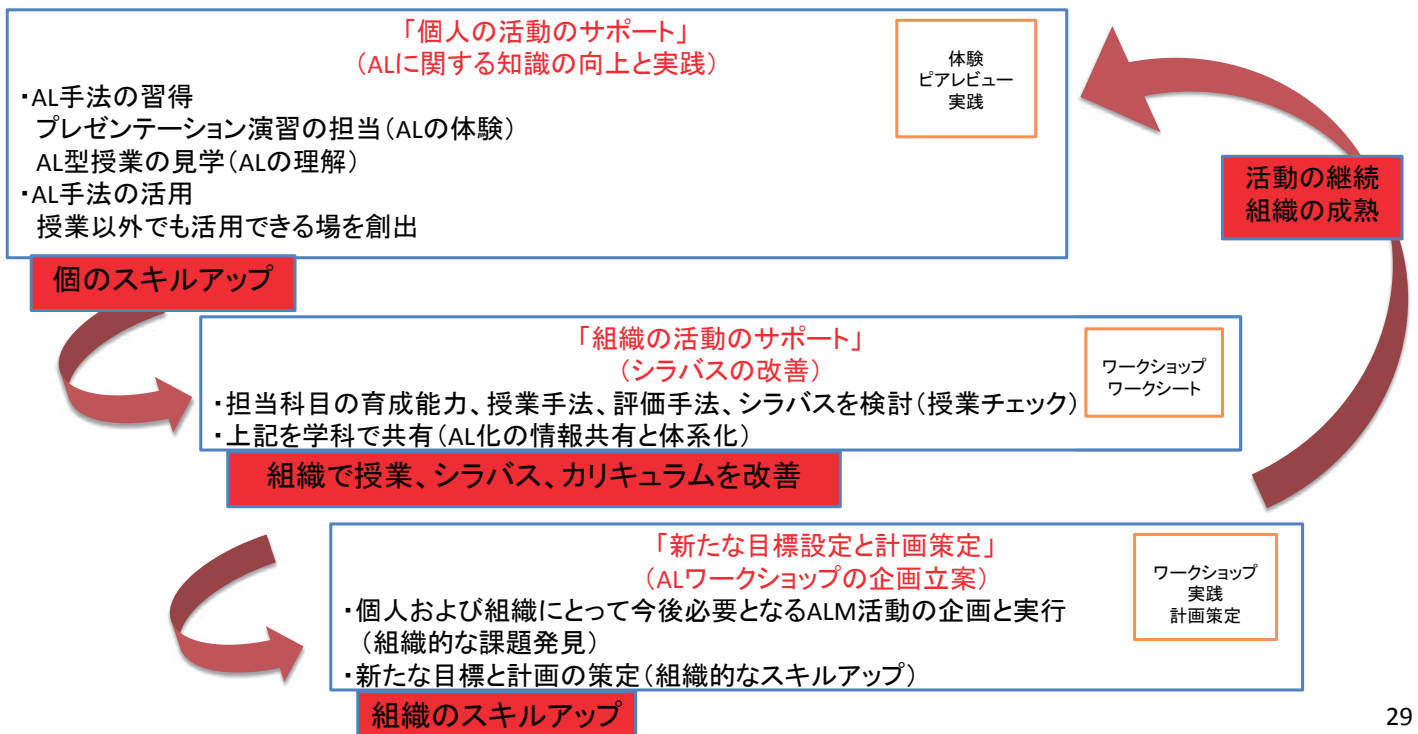 「個人の活動のサポート」
(ALに関する知識の向上と実践)
体験
ピアレビュー
実践
・AL手法の習得
プレゼンテーション演習の担当(ALの体験)
AL型授業の見学(ALの理解)
・AL手法の活用
授業以外でも活用できる場を創出
活動の継続
組織の成熟
個のスキルアップ
「組織の活動のサポート」
(シラバスの改善)
ワークショップ
ワークシート
・担当科目の育成能力、授業手法、評価手法、シラバスを検討(授業チェック)
・上記を学科で共有(AL化の情報共有と体系化)
組織で授業、シラバス、カリキュラムを改善
「新たな目標設定と計画策定」
(ALワークショップの企画立案)
ワークショップ
実践
計画策定
・個人および組織にとって今後必要となるALM活動の企画と実行
(組織的な課題発見)
・新たな目標と計画の策定(組織的なスキルアップ)
組織のスキルアップ
29